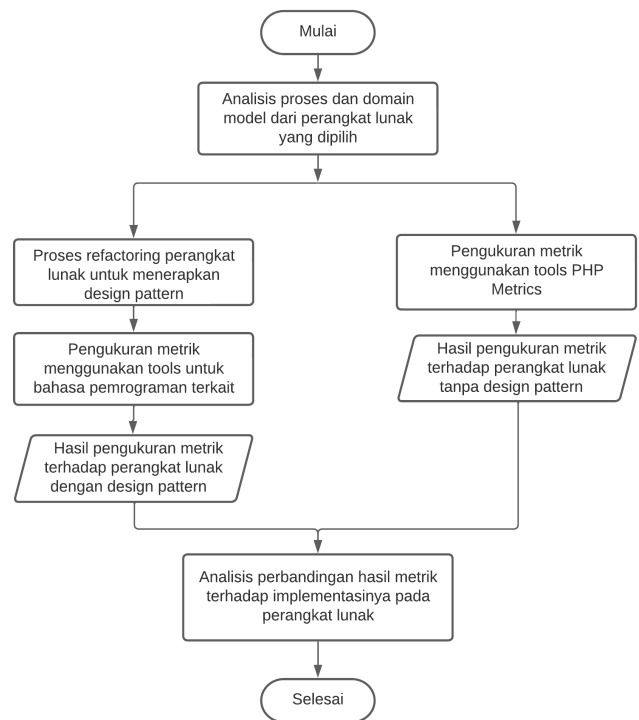 Mulai
Analisis proses dan domain
model dari perangkat lunak
yang dipilih
Proses refactoring perangkat
lunak untuk menerapkan
design pattern
Pengukuran metrik
menggunakan tools untuk
bahasa pemrograman terkait
Hasil pengukuran metrik
terhadap perangkat lunak
dengan design pattern
Pengukuran metrik
menggunakan tools PHP
Metrics
Hasil pengukuran metrik
terhadap perangkat lunak
tanpa design pattern
Analisis perbandingan hasil metrik
terhadap implementasinya pada
perangkat lunak
Selesai